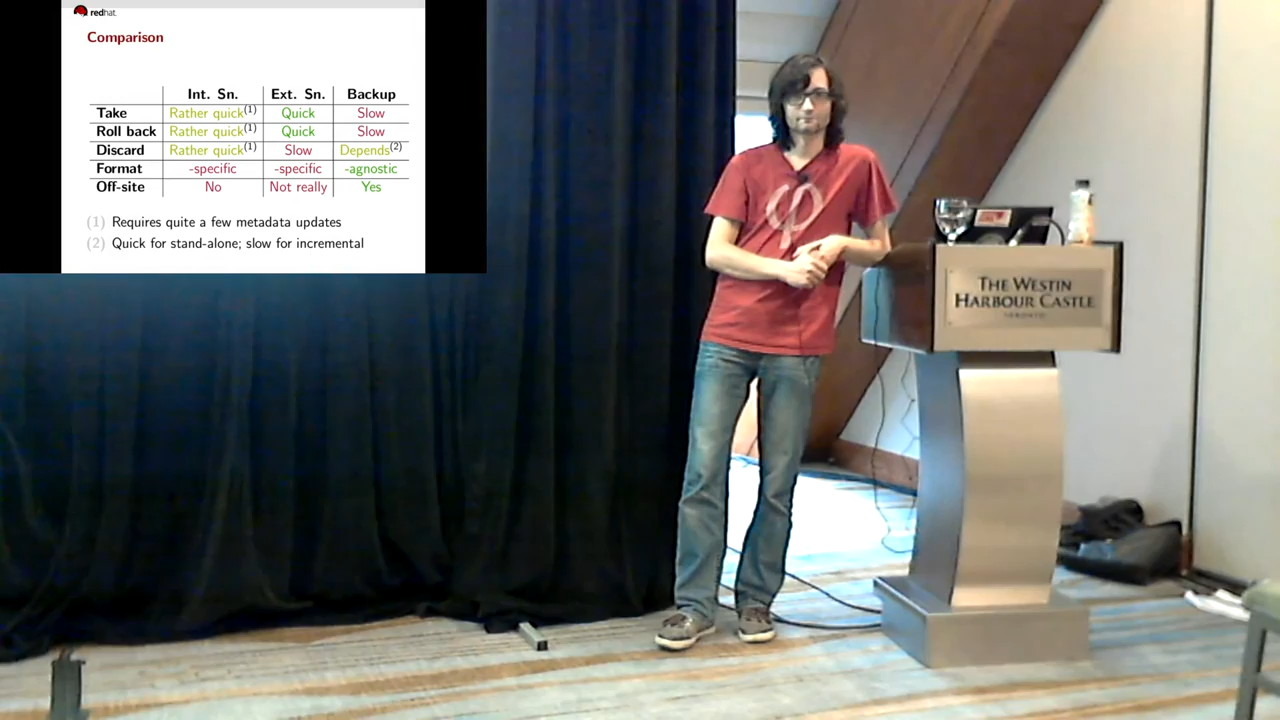 redhat.
Comparison
Int. Sn. Ext. Sn. Backup
Take Rather quick(1) Quick Slow
Roll back Rather quick(1) Quick Slow
Discard Rather quick(1) Slow Depends(2)
Format -specific -specific -agnostic
Off-site No Not really Yes
(1) Requires quite a few metadata updates
(2) Quick for stand-alone; slow for incremental
φ
THE WESTIN
HARBOUR CASTLE
TORONTO